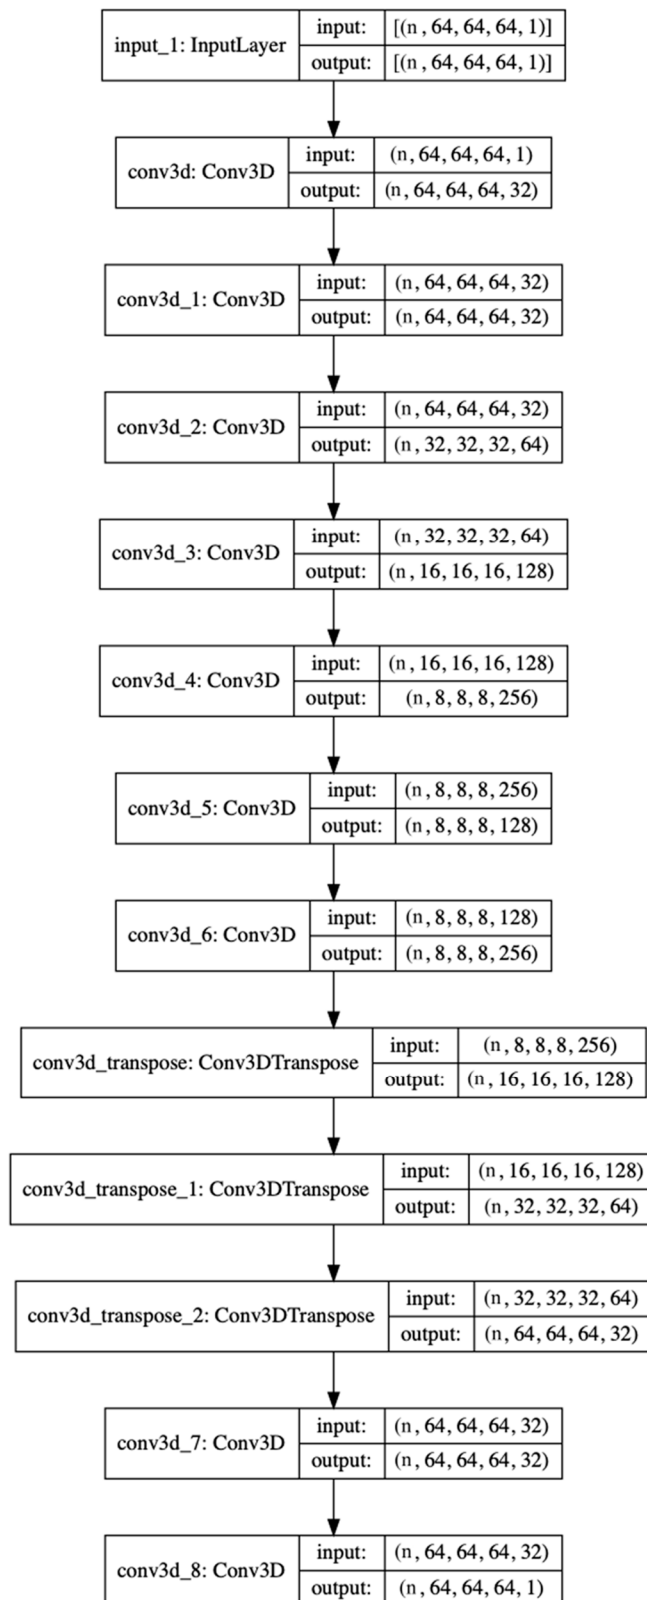 input_1: InputLayer
input: [(n, 64, 64, 64, 1)]
output: [(n, 64, 64, 64, 1)]
conv3d: Conv3D
input: (n, 64, 64, 64, 1)
output: (n, 64, 64, 64, 32)
conv3d_1: Conv3D
input: (n, 64, 64, 64, 32)
output: (n, 64, 64, 64, 32)
conv3d_2: Conv3D
input: (n, 64, 64, 64, 32)
output: (n, 32, 32, 32, 64)
conv3d_3: Conv3D
input: (n, 32, 32, 32, 64)
output: (n, 16, 16, 16, 128)
conv3d_4: Conv3D
input: (n, 16, 16, 16, 128)
output: (n, 8, 8, 8, 256)
conv3d_5: Conv3D
input: (n, 8, 8, 8, 256)
output: (n, 8, 8, 8, 128)
conv3d_6: Conv3D
input: (n, 8, 8, 8, 128)
output: (n, 8, 8, 8, 256)
conv3d_transpose: Conv3DTranspose
input: (n, 8, 8, 8, 256)
output: (n, 16, 16, 16, 128)
conv3d_transpose_1: Conv3DTranspose
input: (n, 16, 16, 16, 128)
output: (n, 32, 32, 32, 64)
conv3d_transpose_2: Conv3DTranspose
input: (n, 32, 32, 32, 64)
output: (n, 64, 64, 64, 32)
conv3d_7: Conv3D
input: (n, 64, 64, 64, 32)
output: (n, 64, 64, 64, 32)
conv3d_8: Conv3D
input: (n, 64, 64, 64, 32)
output: (n, 64, 64, 64, 1)